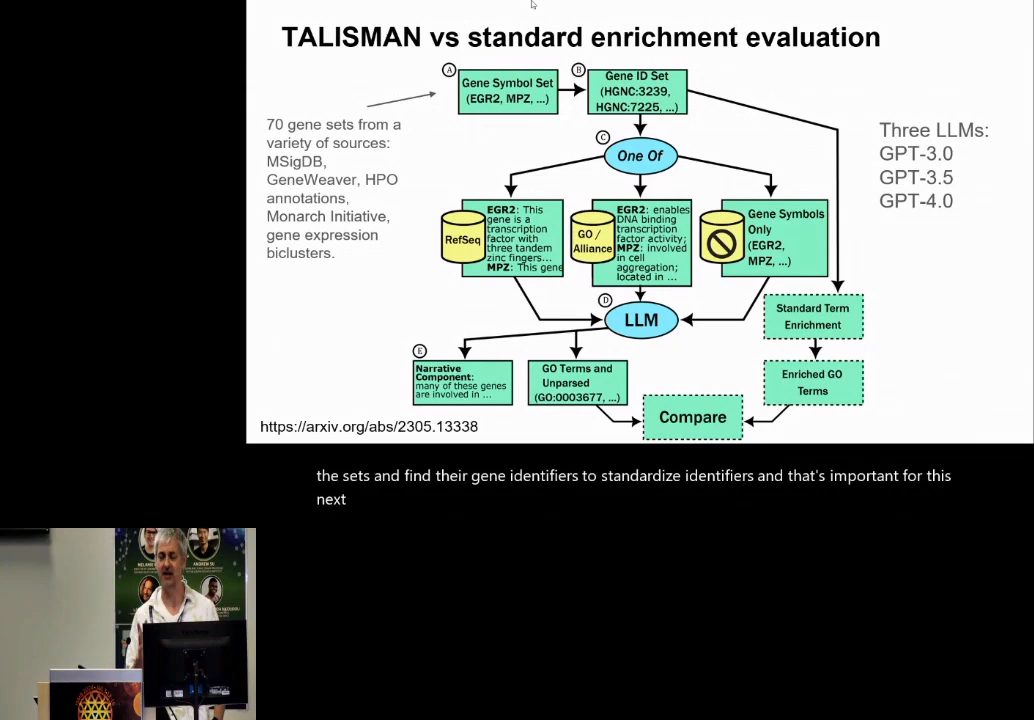 TALISMAN vs standard enrichment evaluation
A
Gene Symbol Set
(EGR2, MPZ, ...)
B
Gene ID Set
(HGNC:3239,
HGNC:7225, ...)
70 gene sets from a
variety of sources:
MSigDB,
GeneWeaver, HPO
annotations,
Monarch Initiative,
gene expression
biclusters.
Three LLMs:
GPT-3.0
GPT-3.5
GPT-4.0
C
One Of
RefSeq
EGR2: This
gene is a
transcription
factor with
three tandem
zinc fingers...
MPZ: This gene
GO /
Alliance
EGR2: enables
DNA binding
transcription
factor activity;
MPZ: involved
in cell
aggregation;
located in ...
Gene Symbols
Only
(EGR2,
MPZ, ...)
D
LLM
Standard Term
Enrichment
E
Narrative
Component:
many of these genes
are involved in ...
GO Terms and
Unparsed
(GO:0003677, ...)
Enriched GO
Terms
Compare
https://arxiv.org/abs/2305.13338
the sets and find their gene identifiers to standardize identifiers and that's important for this
next
ANDREW SU